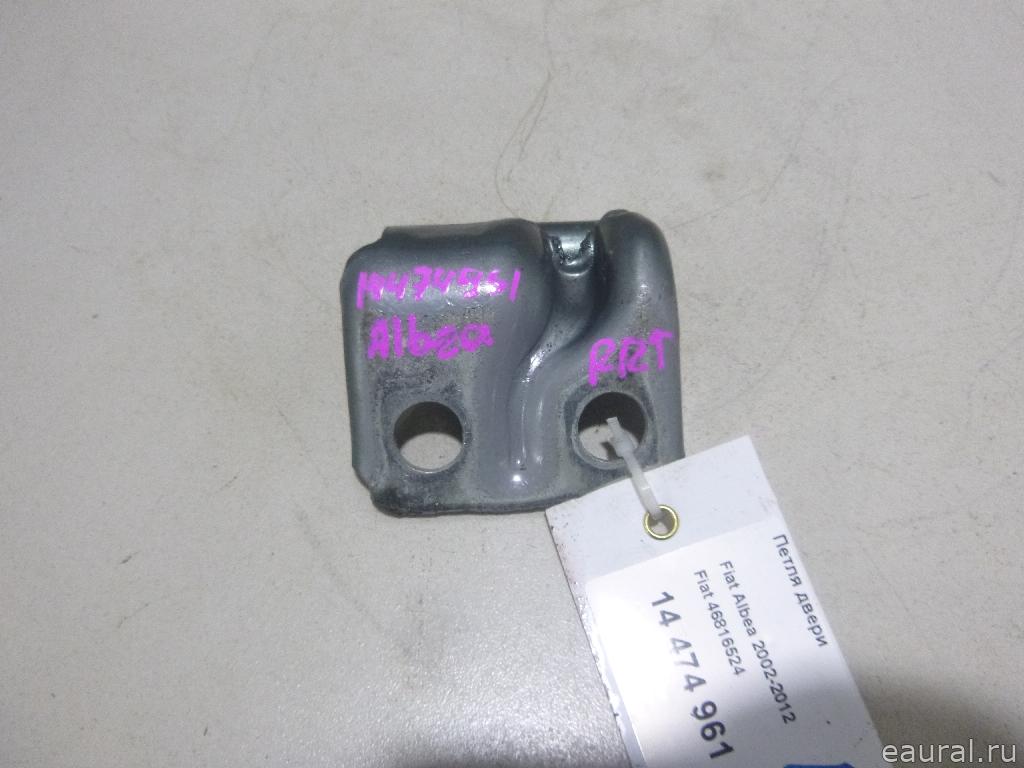 14474961
Albea
RRT
Петля двери
Fiat Albea 2002-2012
Fiat 46816524
14 474 961
eaural.ru